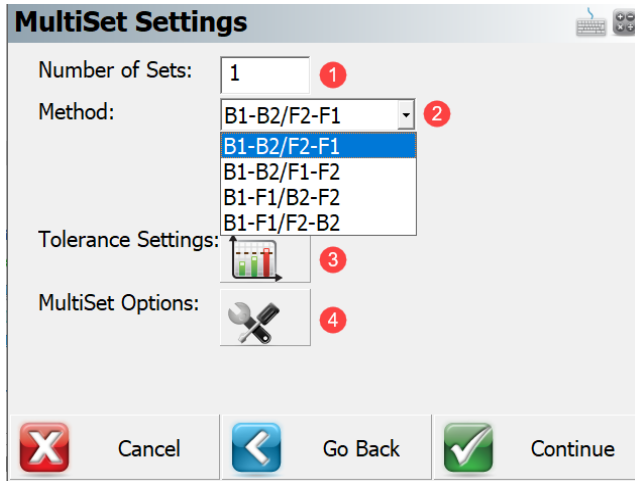 MultiSet Settings
Number of Sets: 1 1
Method: B1-B2/F2-F1 2
B1-B2/F2-F1
B1-B2/F1-F2
B1-F1/B2-F2
B1-F1/F2-B2
Tolerance Settings: 3
MultiSet Options: 4
Cancel Go Back Continue